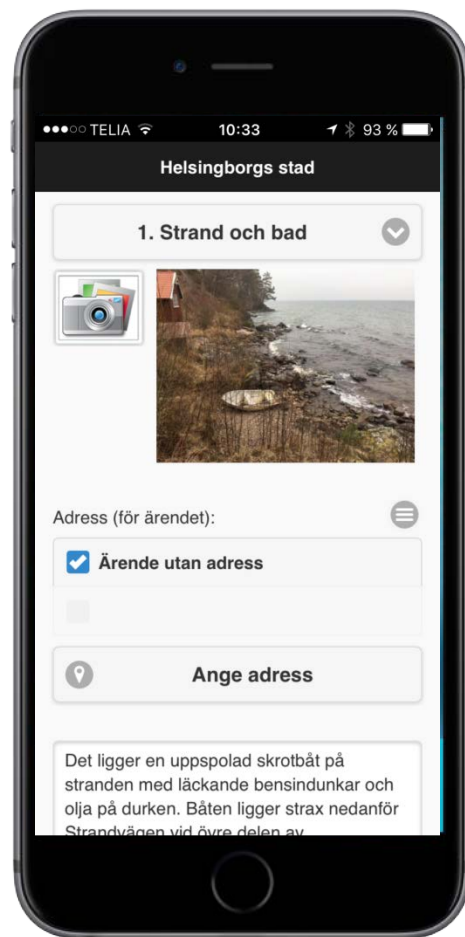 TELIA 10:33 93 %
Helsingborgs stad
1. Strand och bad
Adress (för ärendet):
Ärende utan adress
Ange adress
Det ligger en uppspolad skrotbåt på
stranden med läckande bensindunkar och
olja på durken. Båten ligger strax nedanför
Strandvägen vid övre delen av